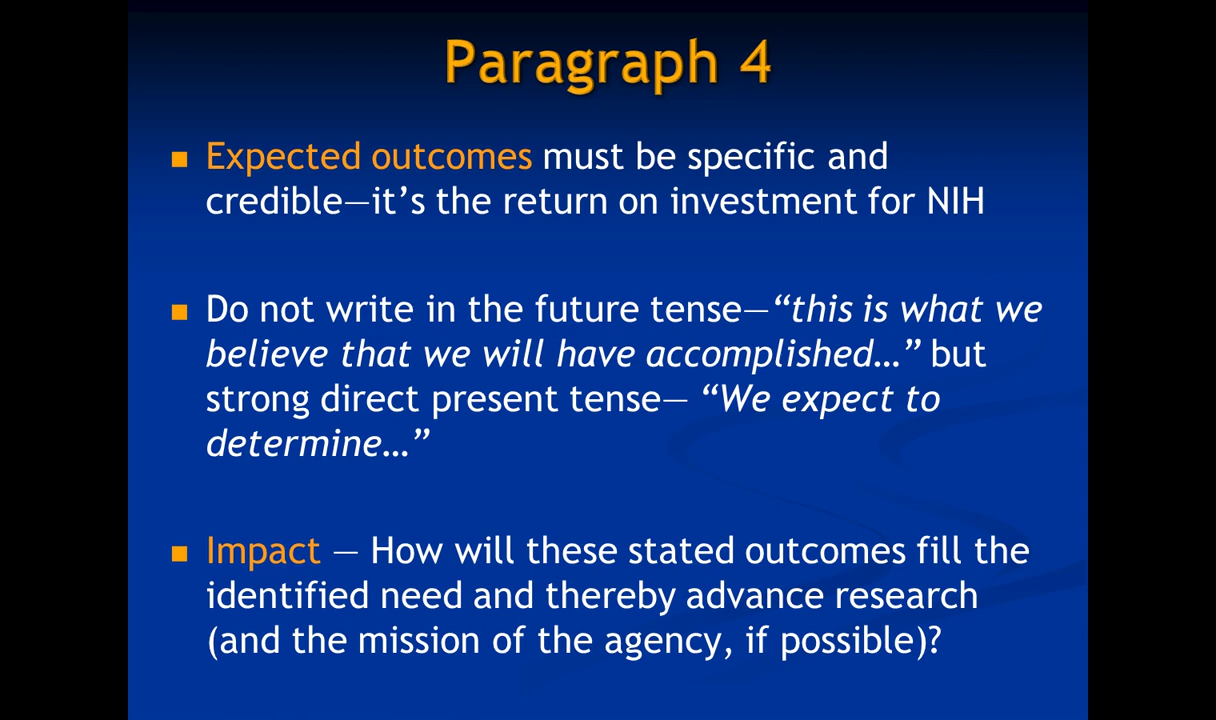 Paragraph 4
Expected outcomes must be specific and
credible—it’s the return on investment for NIH
Do not write in the future tense—“this is what we
believe that we will have accomplished…” but
strong direct present tense— “We expect to
determine…”
Impact — How will these stated outcomes fill the
identified need and thereby advance research
(and the mission of the agency, if possible)?